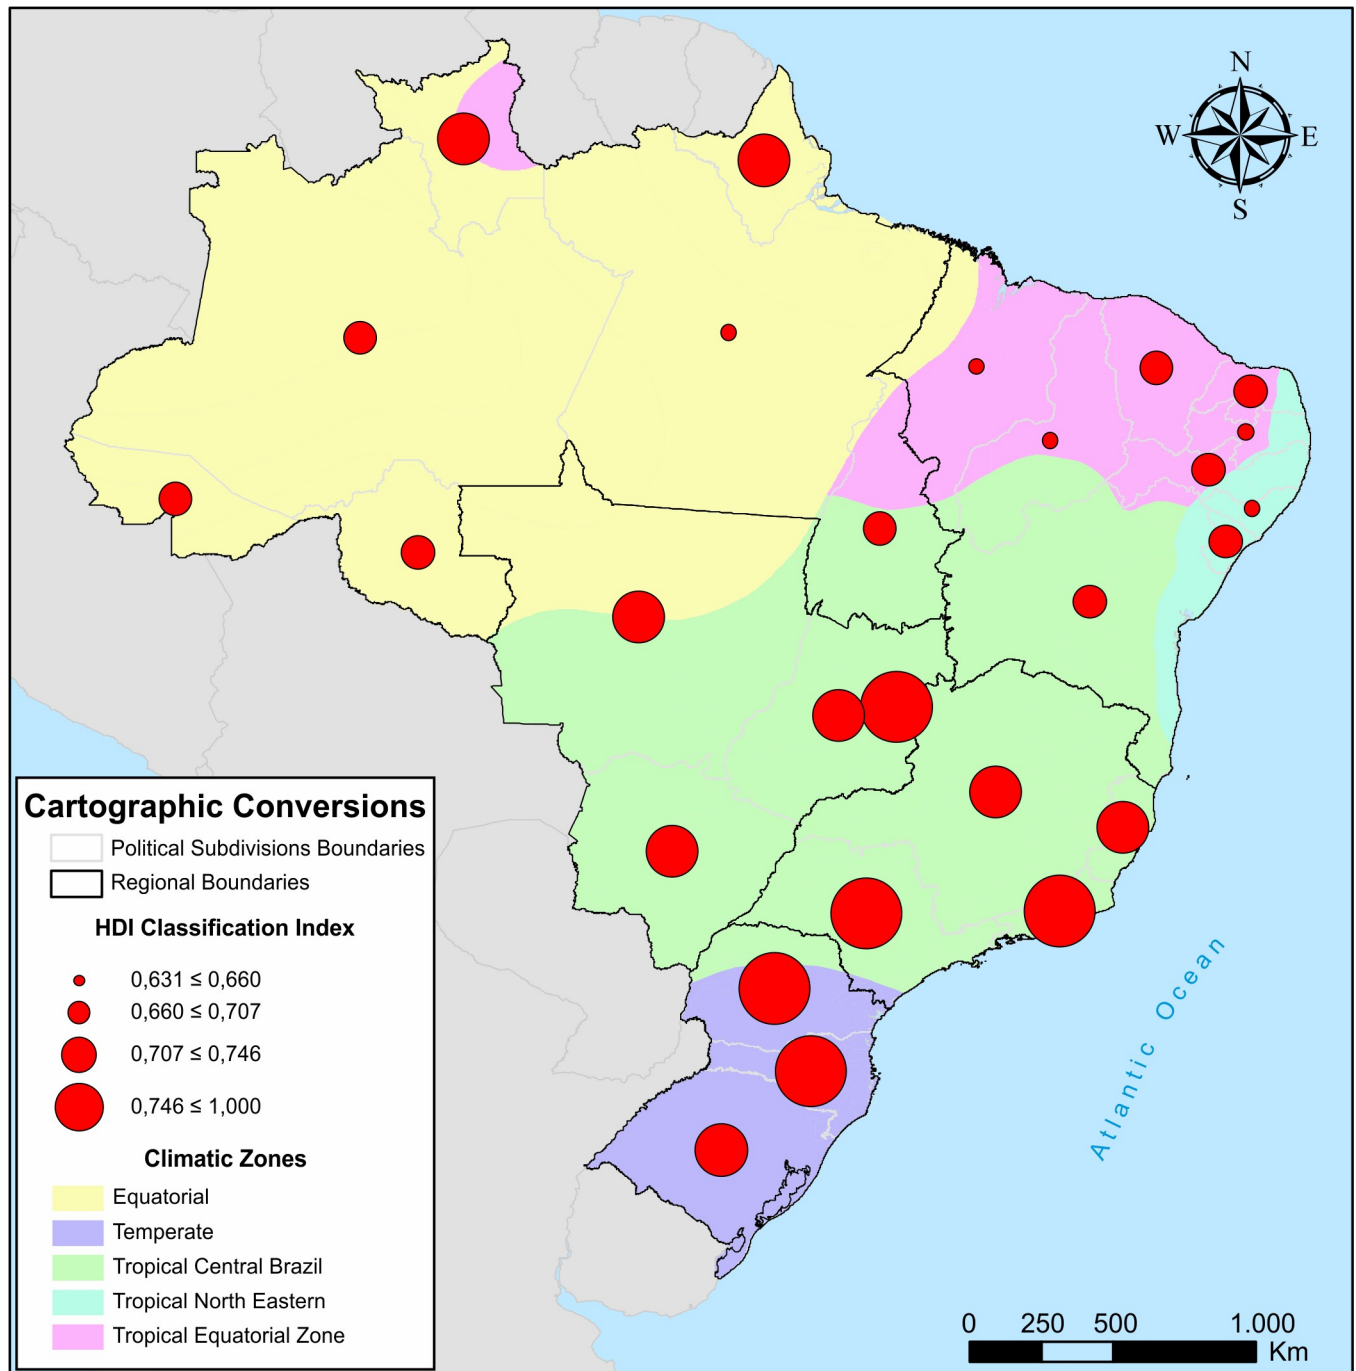 N
W
E
S
Cartographic Conversions
Political Subdivisions Boundaries
Regional Boundaries
HDI Classification Index
0,631 ≤ 0,660
0,660 ≤ 0,707
0,707 ≤ 0,746
0,746 ≤ 1,000
Climatic Zones
Equatorial
Temperate
Tropical Central Brazil
Tropical North Eastern
Tropical Equatorial Zone
Atlantic Ocean
0 250 500 1.000
Km